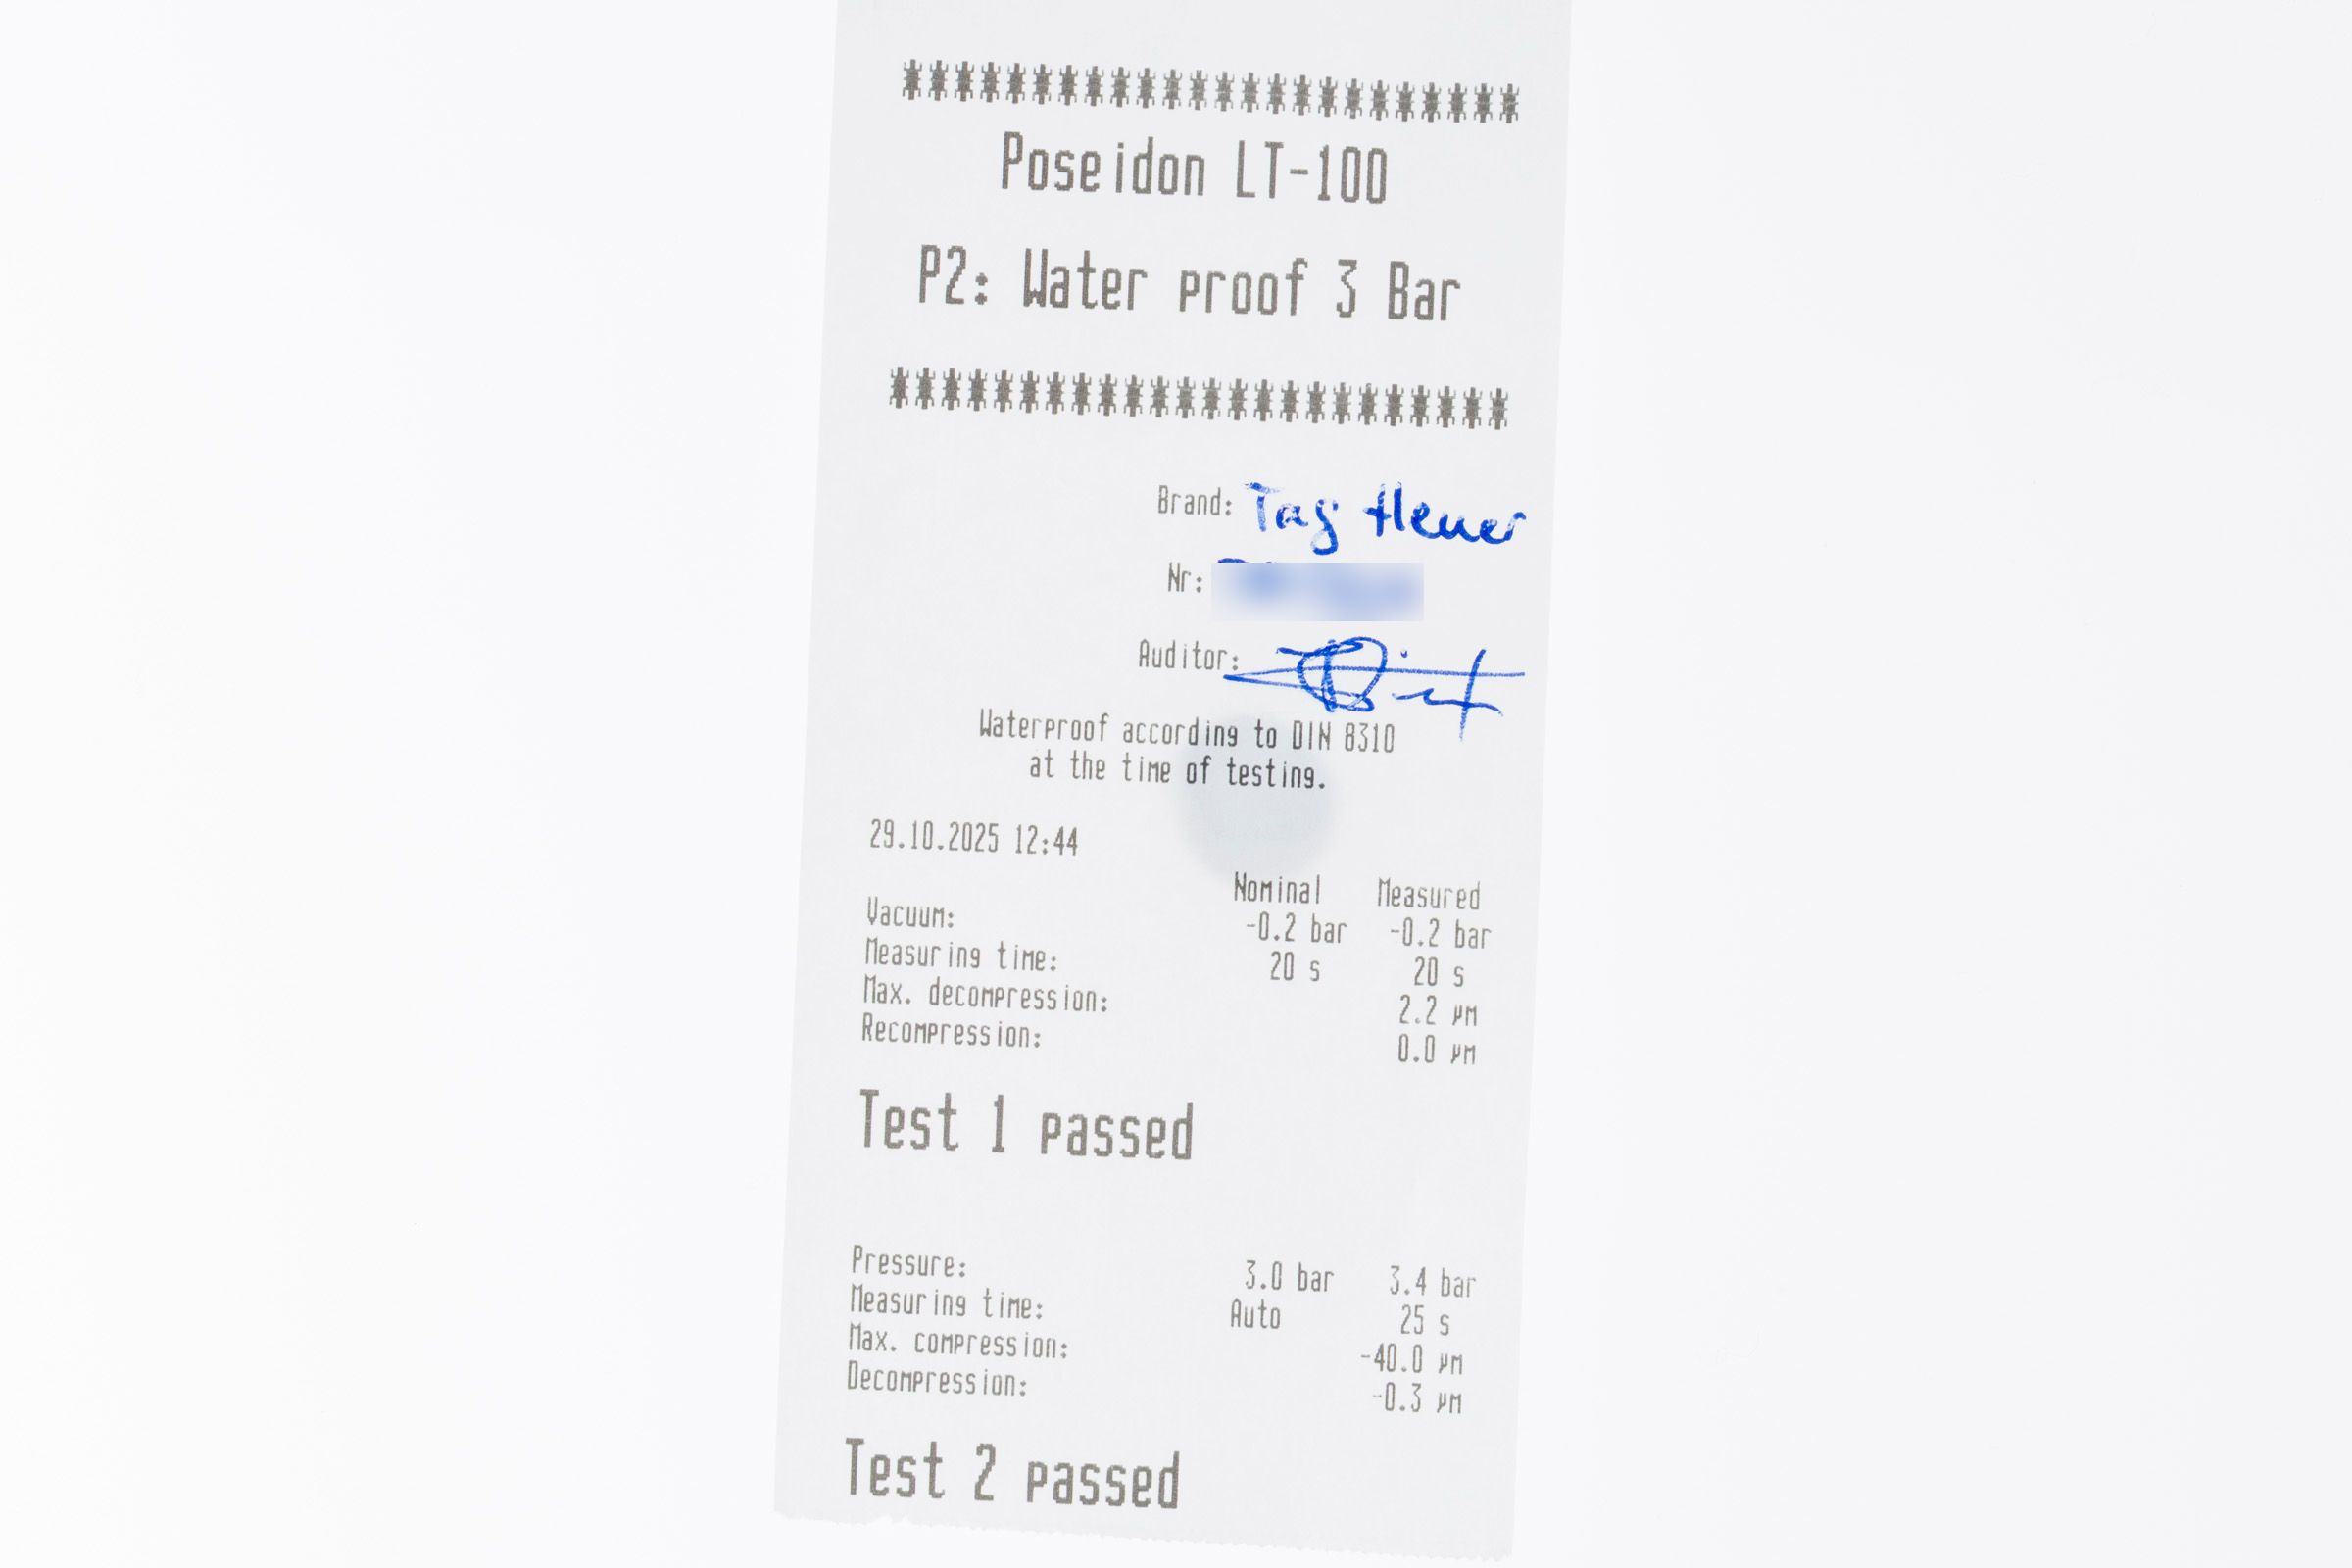 ************************
Poseidon LT-100
P2: Water proof 3 Bar
************************
Brand: Tag Heuer
Nr:
Auditor:
Waterproof according to DIN 8310
at the time of testing.
29.10.2025 12:44
Nominal Measured
Vacuum: -0.2 bar -0.2 bar
Measuring time: 20 s 20 s
Max. decompression: 2.2 µm
Recompression: 0.0 µm
Test 1 passed
Pressure: 3.0 bar 3.4 bar
Measuring time: Auto 25 s
Max. compression: -40.0 µm
Decompression: -0.3 µm
Test 2 passed